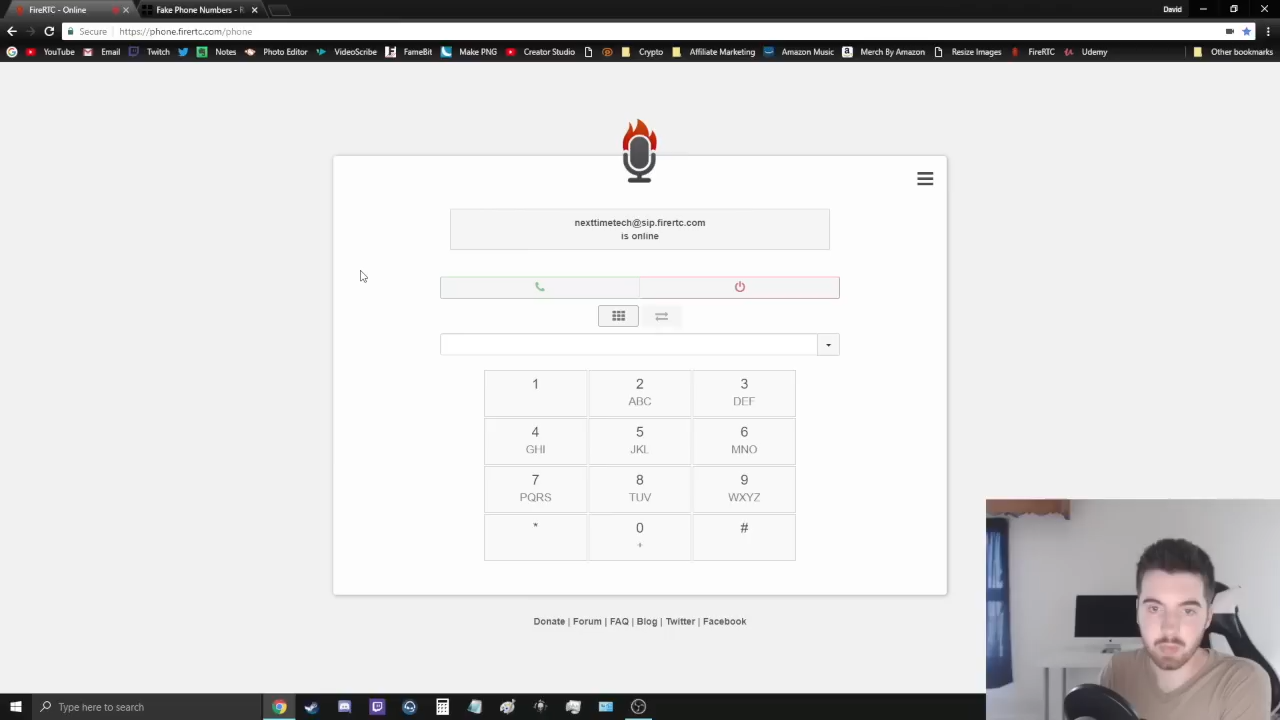 FireRTC - Online
Fake Phone Numbers - R
David
Secure
https://phone.firertc.com/phone
YouTube
Email
Twitch
Notes
Photo Editor
VideoScribe
FameBit
Make PNG
Creator Studio
Crypto
Affiliate Marketing
Amazon Music
Merch By Amazon
Resize Images
FireRTC
Udemy
Other bookmarks
nexttimetech@sip.firertc.com
is online
1
2
3
ABC
DEF
4
5
6
GHI
JKL
MNO
7
8
9
PQRS
TUV
WXYZ
*
0
#
+
Donate | Forum | FAQ | Blog | Twitter | Facebook
Type here to search